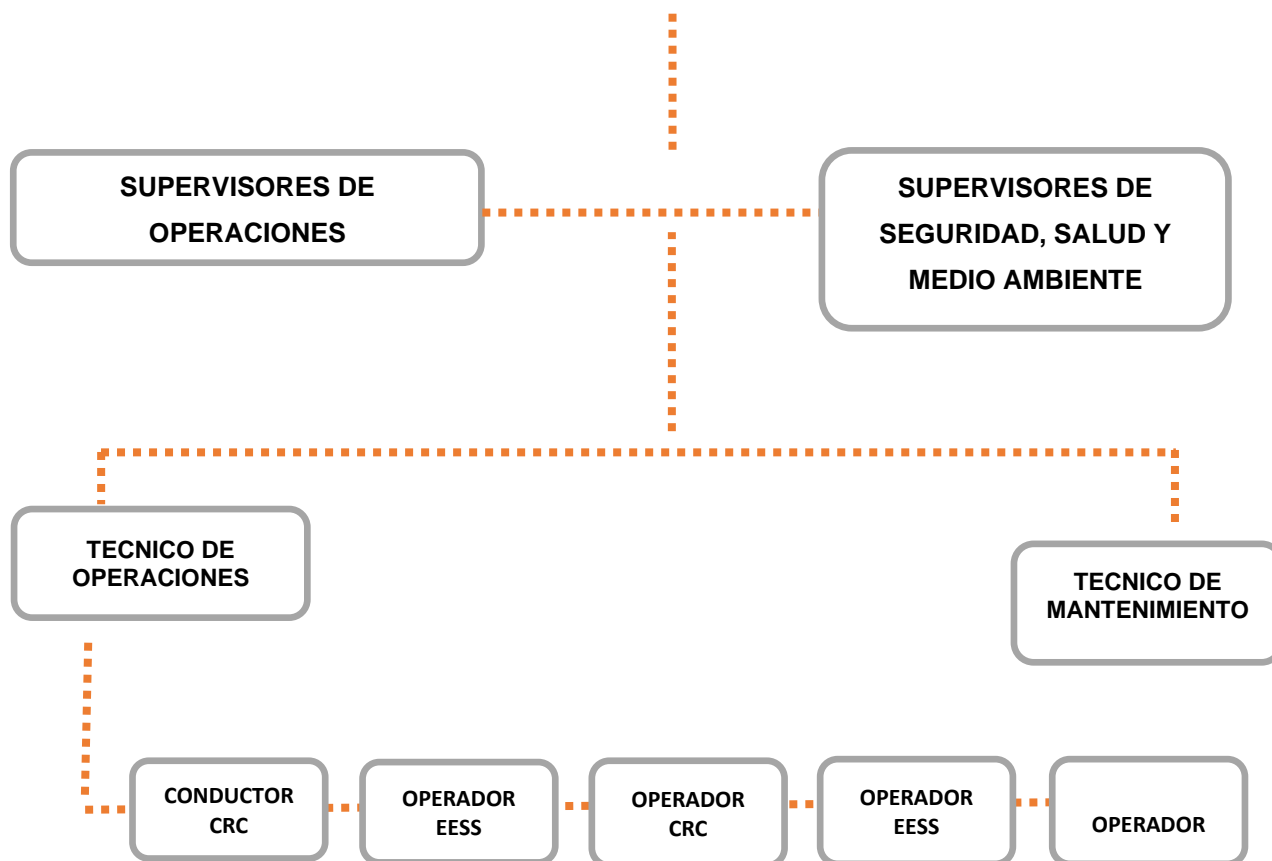 SUPERVISORES DE
OPERACIONES
SUPERVISORES DE
SEGURIDAD, SALUD Y
MEDIO AMBIENTE
TECNICO DE
OPERACIONES
TECNICO DE
MANTENIMIENTO
CONDUCTOR
CRC
OPERADOR
EESS
OPERADOR
CRC
OPERADOR
EESS
OPERADOR